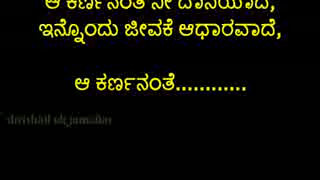 ಆ ಕರ್ಣನಂತೆ ನೀ ದಾನಿಯಾದೆ,
ಇನ್ನೊಂದು ಜೀವಕೆ ಆಧಾರವಾದೆ,
ಆ ಕರ್ಣನಂತೆ............